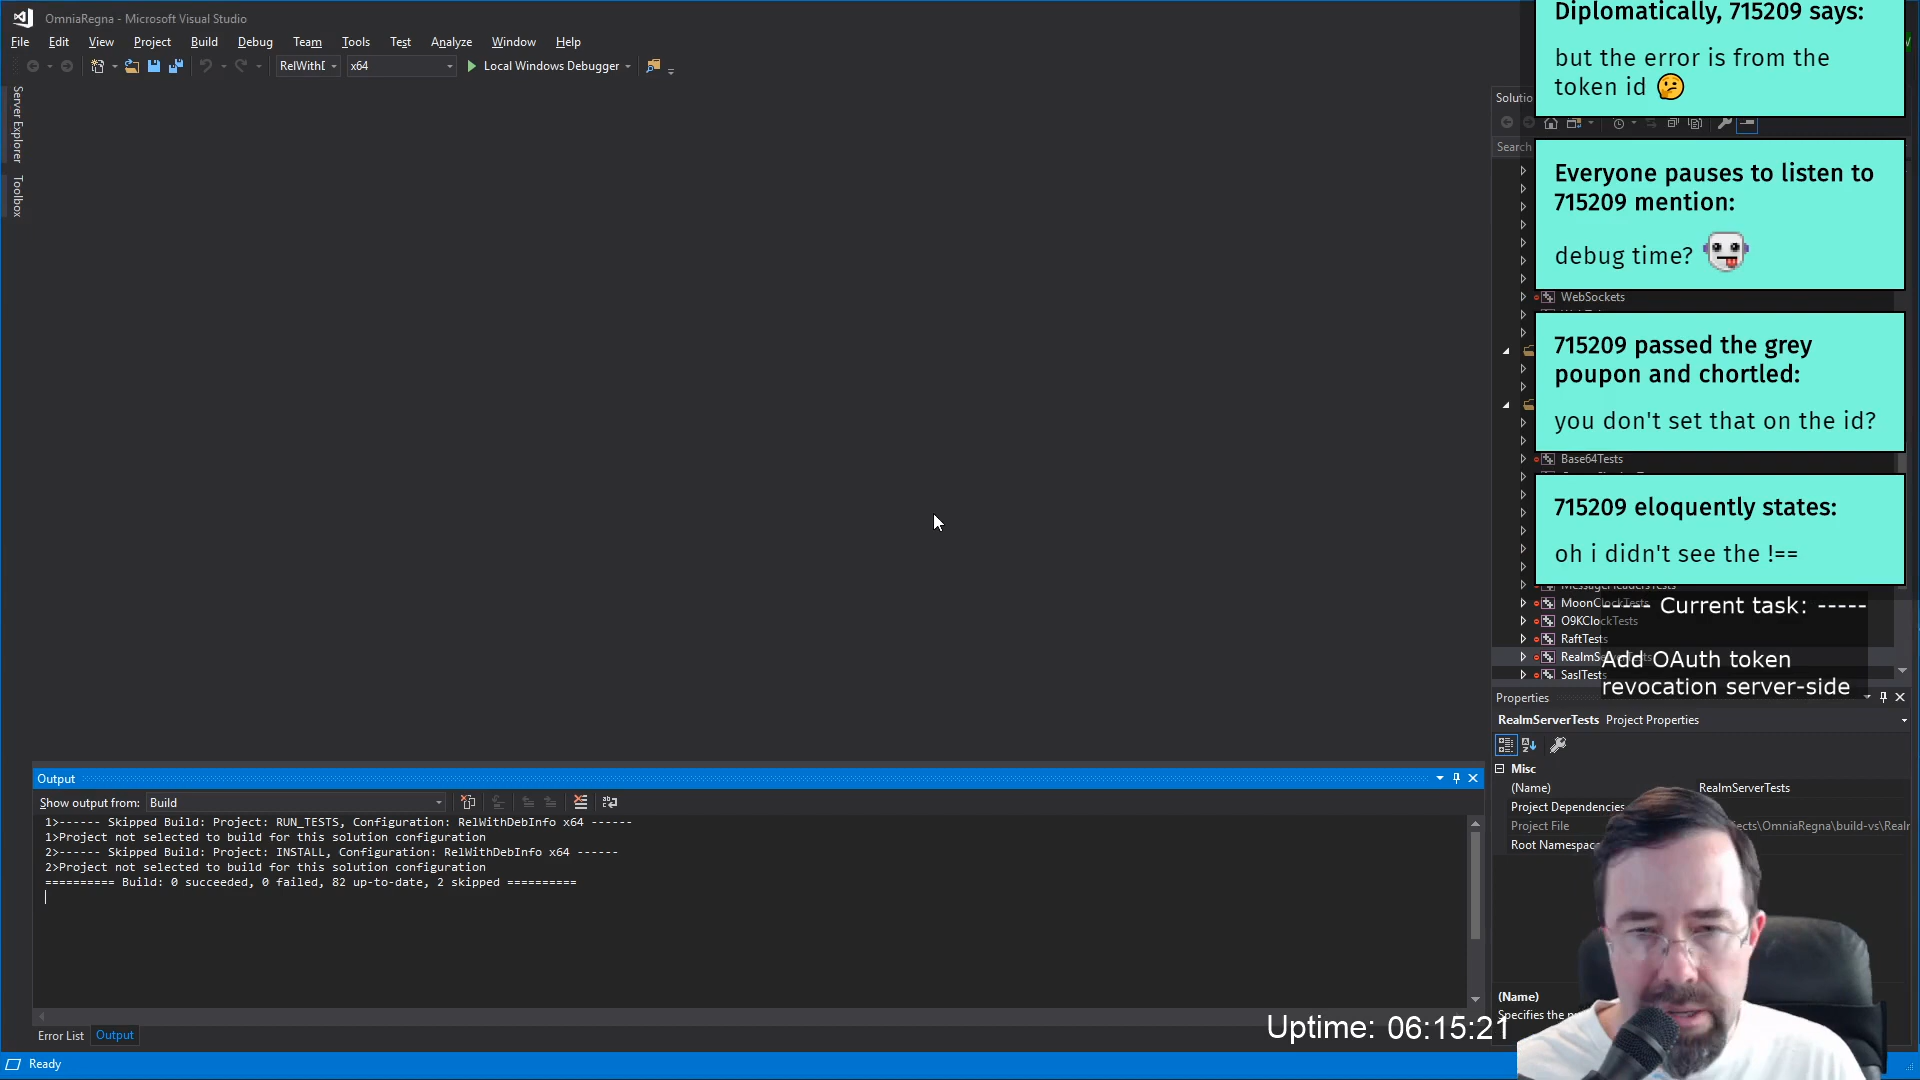 OmniaRegna - Microsoft Visual Studio
File Edit View Project Build Debug Team Tools Test Analyze Window Help
x64 Local Windows Debugger
Server Explorer
Toolbox
Diplomatically, 715209 says:
but the error is from the
token id
Everyone pauses to listen to
715209 mention:
debug time?
WebSockets
715209 passed the grey
poupon and chortled:
you don't set that on the id?
Base64Tests
715209 eloquently states:
oh i didn't see the !==
MessageHeadersTests
MoonClockTests
----- Current task: -----
O9KClockTests
RaftTests
SaslTests
Add OAuth token
revocation server-side
Properties
RealmServerTests Project Properties
Misc
(Name) RealmServerTests
Project Dependencies
Project File
Root Namespace
(Name)
Output
Show output from: Build
1>------ Skipped Build: Project: RUN_TESTS, Configuration: RelWithDebInfo x64 ------
1>Project not selected to build for this solution configuration
2>------ Skipped Build: Project: INSTALL, Configuration: RelWithDebInfo x64 ------
2>Project not selected to build for this solution configuration
========== Build: 0 succeeded, 0 failed, 82 up-to-date, 2 skipped ==========
Error List Output
Uptime: 06:15:21
Ready